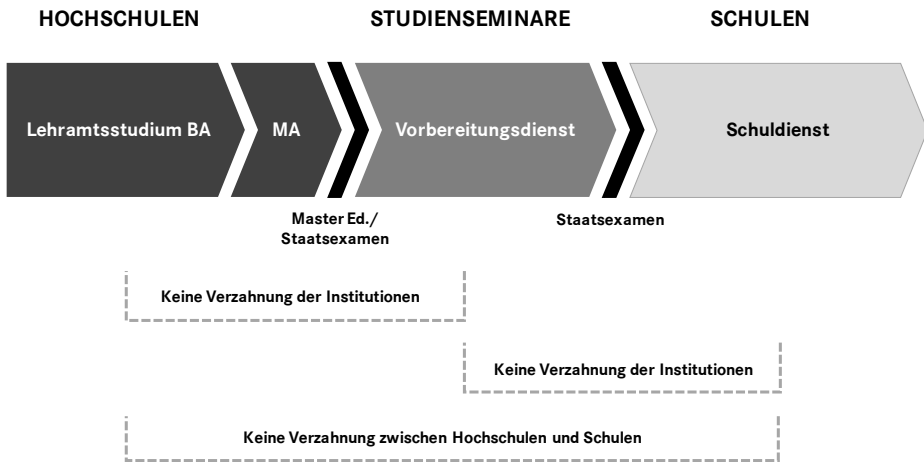 HOCHSCHULEN
STUDIENSEMINARE
SCHULEN
Lehramtsstudium BA
MA
Vorbereitungsdienst
Schuldienst
Master Ed./
Staatsexamen
Staatsexamen
Keine Verzahnung der Institutionen
Keine Verzahnung der Institutionen
Keine Verzahnung zwischen Hochschulen und Schulen